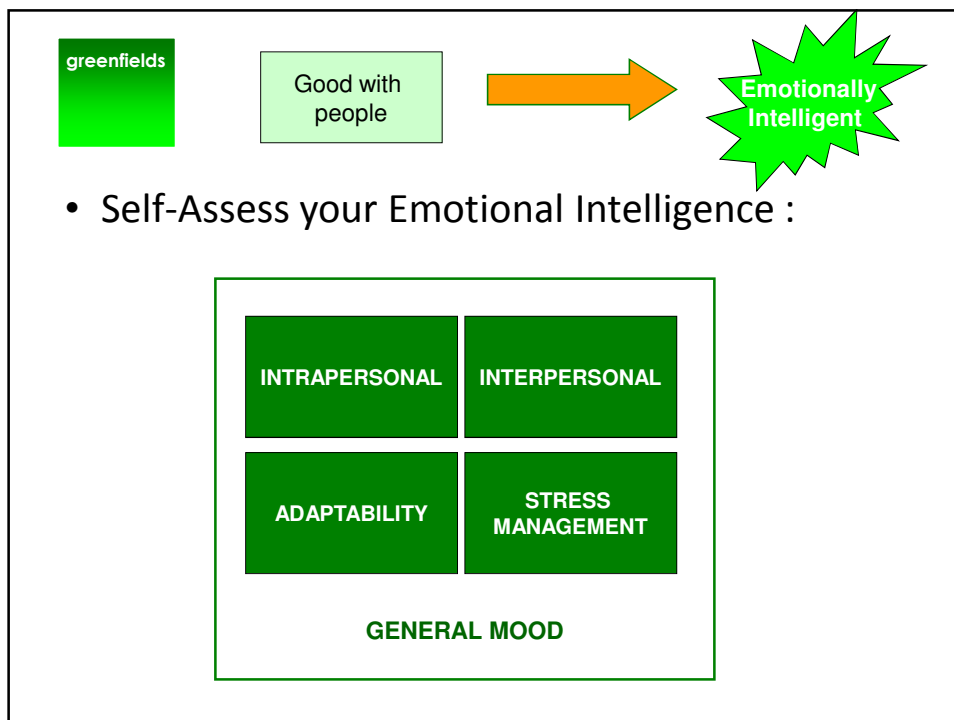 greenfields
Good with
people
Emotionally
Intelligent
• Self-Assess your Emotional Intelligence :
INTRAPERSONAL
INTERPERSONAL
ADAPTABILITY
STRESS
MANAGEMENT
GENERAL MOOD